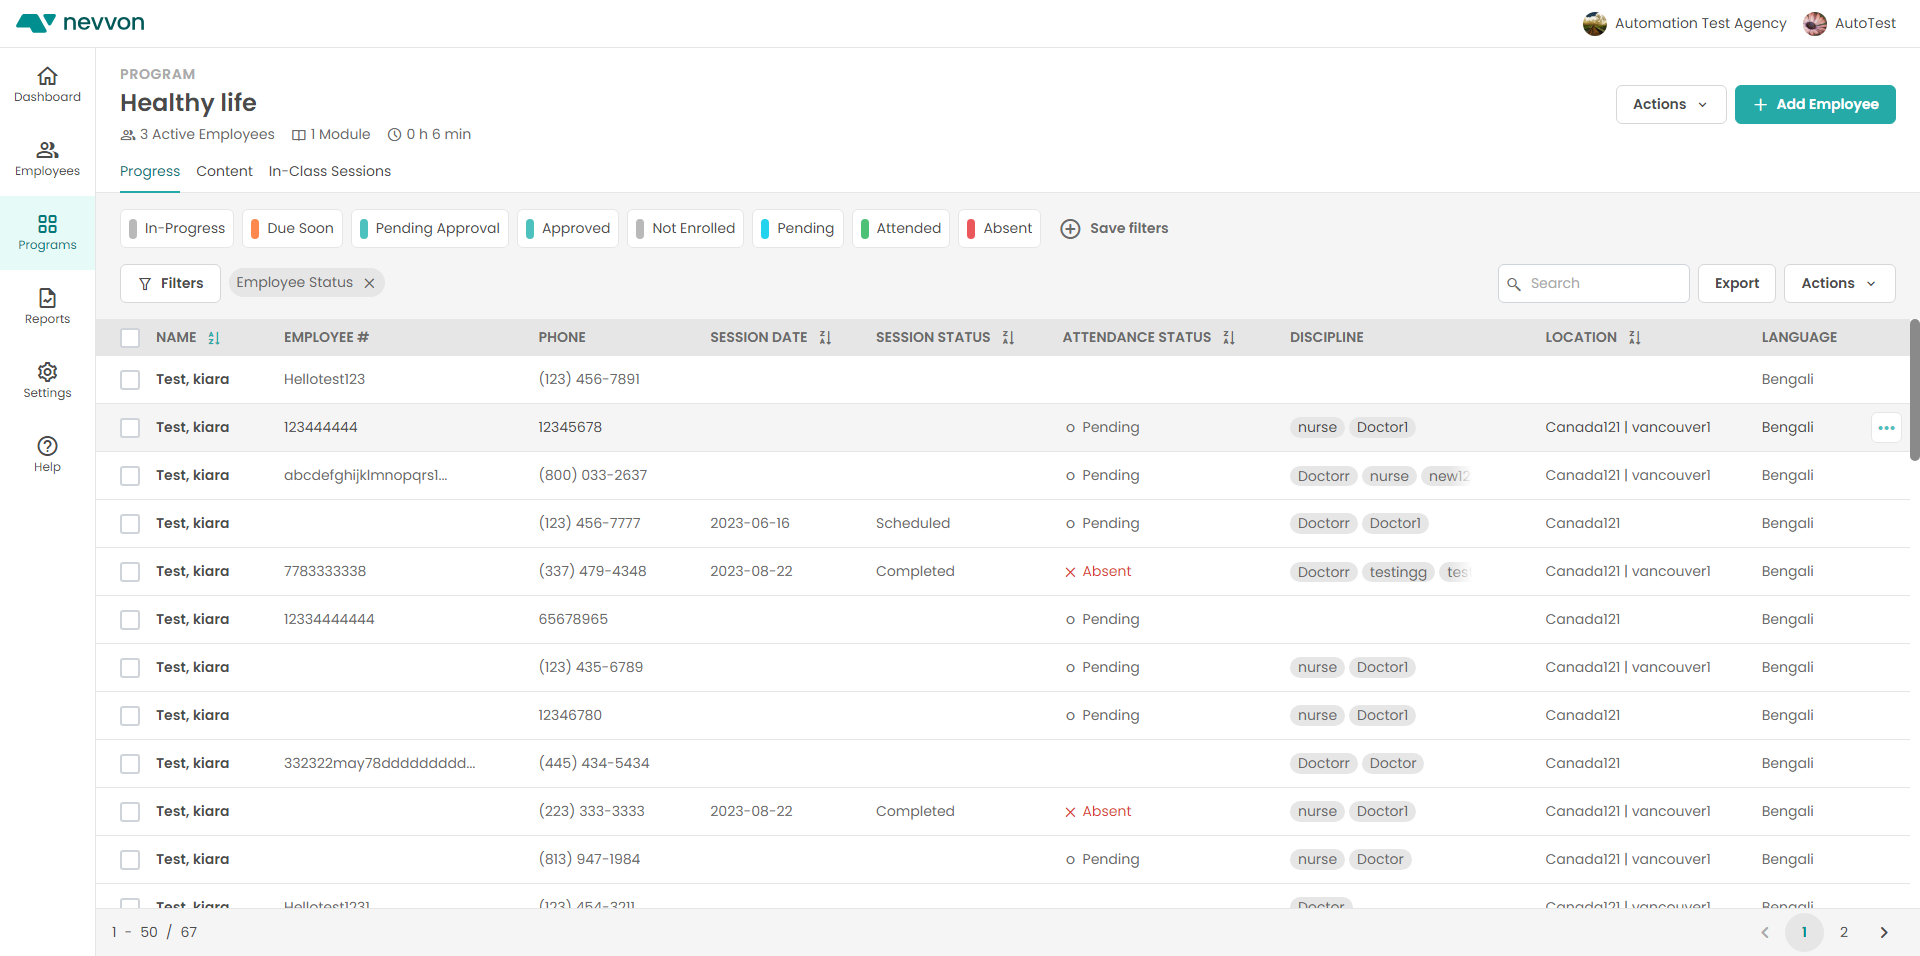 nevvon
Automation Test Agency
AutoTest
Dashboard
Employees
Programs
Reports
Settings
Help
PROGRAM
Healthy life
3 Active Employees 1 Module 0 h 6 min
Actions
Add Employee
Progress Content In-Class Sessions
In-Progress Due Soon Pending Approval Approved Not Enrolled Pending Attended Absent Save filters
Filters Employee Status Search Export Actions
NAME EMPLOYEE # PHONE SESSION DATE SESSION STATUS ATTENDANCE STATUS DISCIPLINE LOCATION LANGUAGE
Test, kiara Hellotest123 (123) 456-7891 Bengali
Test, kiara 123444444 12345678 Pending nurse Doctor1 Canada121 | vancouver1 Bengali
Test, kiara abcdefghijklmnopqrs1... (800) 033-2637 Pending Doctorr nurse new12 Canada121 | vancouver1 Bengali
Test, kiara (123) 456-7777 2023-06-16 Scheduled Pending Doctorr Doctor1 Canada121 Bengali
Test, kiara 7783333338 (337) 479-4348 2023-08-22 Completed Absent Doctorr testingg tes Canada121 | vancouver1 Bengali
Test, kiara 12334444444 65678965 Pending Canada121 Bengali
Test, kiara (123) 435-6789 Pending nurse Doctor1 Canada121 | vancouver1 Bengali
Test, kiara 12346780 Pending nurse Doctor1 Canada121 Bengali
Test, kiara 332322may78ddddddddd... (445) 434-5434 Doctorr Doctor Canada121 Bengali
Test, kiara (223) 333-3333 2023-08-22 Completed Absent nurse Doctor1 Canada121 | vancouver1 Bengali
Test, kiara (813) 947-1984 Pending nurse Doctor Canada121 | vancouver1 Bengali
Test, kiara Hellotest1231 (123) 454-3211 Doctor Canada121 | vancouver1 Bengali
1 - 50 / 67
1 2